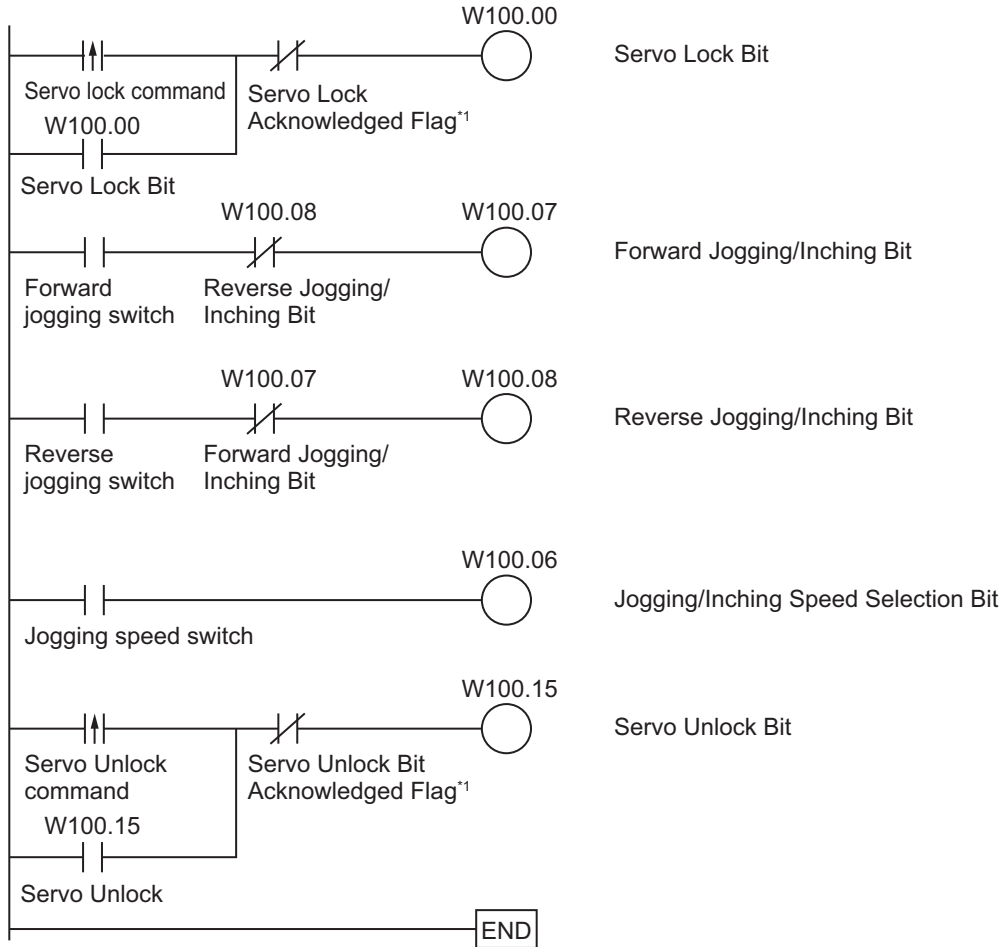 W100.00
Servo Lock Bit
Servo lock command
Servo Lock
Acknowledged Flag*1
W100.00
Servo Lock Bit
W100.08
W100.07
Forward Jogging/Inching Bit
Forward
jogging switch
Reverse Jogging/
Inching Bit
W100.07
W100.08
Reverse Jogging/Inching Bit
Reverse
jogging switch
Forward Jogging/
Inching Bit
W100.06
Jogging/Inching Speed Selection Bit
Jogging speed switch
W100.15
Servo Unlock Bit
Servo Unlock
command
Servo Unlock Bit
Acknowledged Flag*1
W100.15
Servo Unlock
END